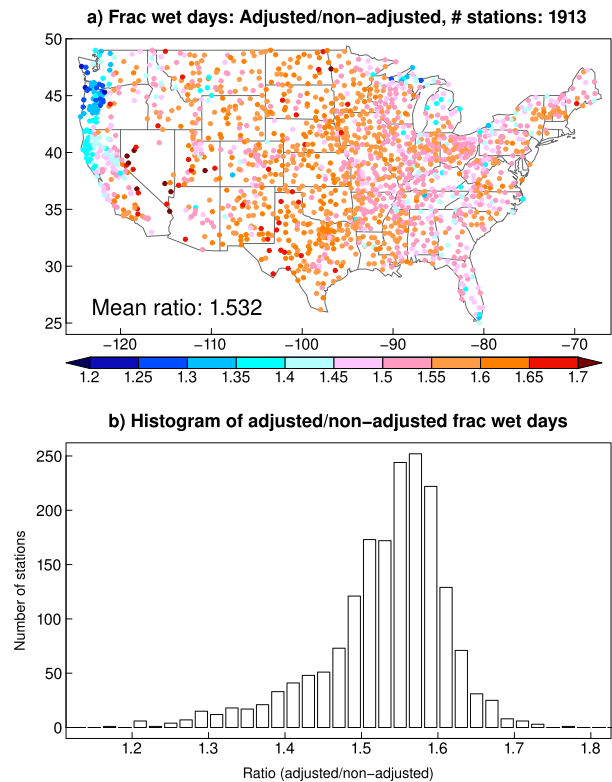 a) Frac wet days: Adjusted/non−adjusted, # stations: 1913
50
45
40
35
30
25
Mean ratio: 1.532
−120 −110 −100 −90 −80 −70
1.2 1.25 1.3 1.35 1.4 1.45 1.5 1.55 1.6 1.65 1.7
b) Histogram of adjusted/non−adjusted frac wet days
250
200
150
100
50
0
Number of stations
1.2 1.3 1.4 1.5 1.6 1.7 1.8
Ratio (adjusted/non−adjusted)